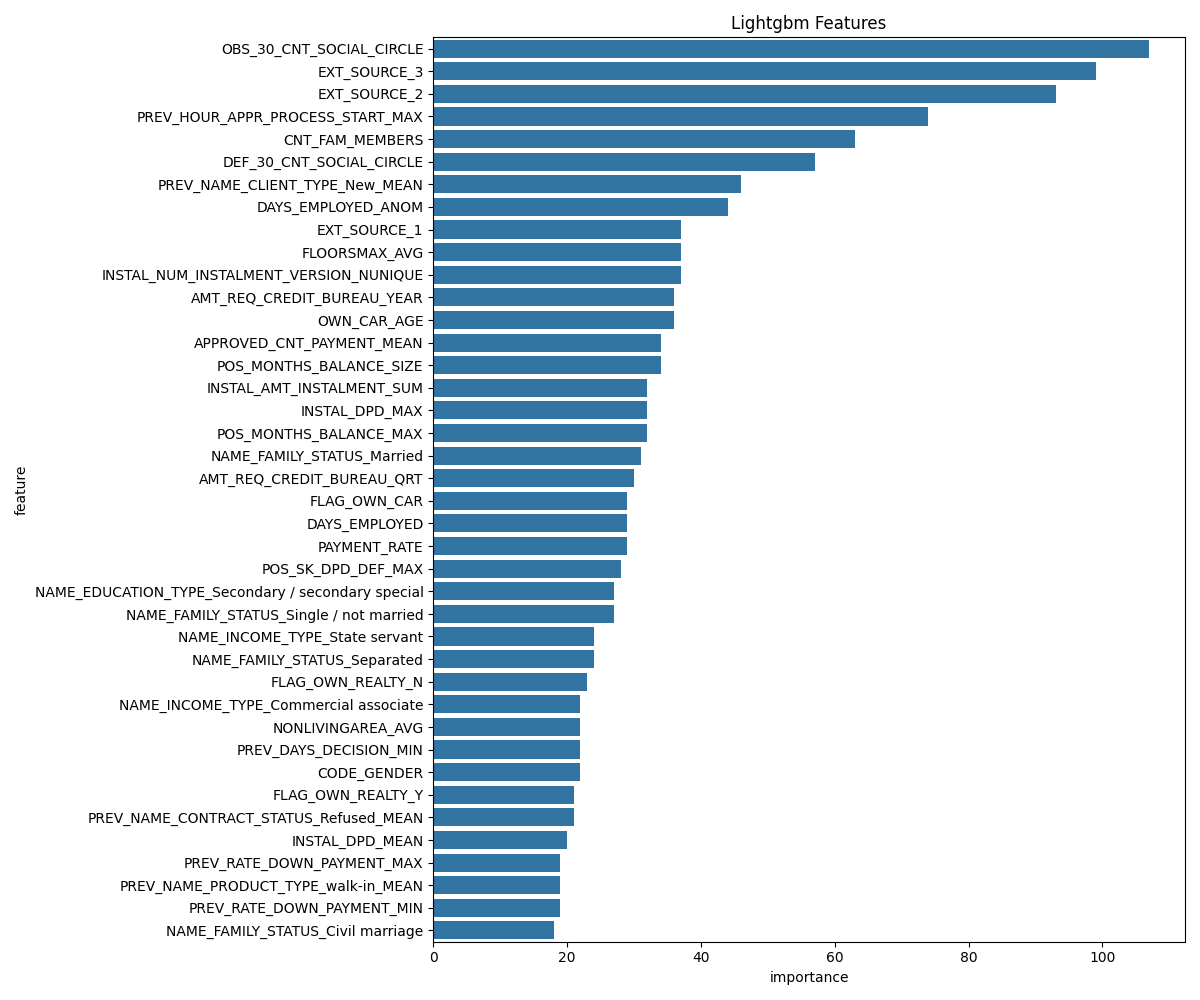 Lightgbm Features
OBS_30_CNT_SOCIAL_CIRCLE
EXT_SOURCE_3
EXT_SOURCE_2
PREV_HOUR_APPR_PROCESS_START_MAX
CNT_FAM_MEMBERS
DEF_30_CNT_SOCIAL_CIRCLE
PREV_NAME_CLIENT_TYPE_New_MEAN
DAYS_EMPLOYED_ANOM
EXT_SOURCE_1
FLOORSMAX_AVG
INSTAL_NUM_INSTALMENT_VERSION_NUNIQUE
AMT_REQ_CREDIT_BUREAU_YEAR
OWN_CAR_AGE
APPROVED_CNT_PAYMENT_MEAN
POS_MONTHS_BALANCE_SIZE
INSTAL_AMT_INSTALMENT_SUM
INSTAL_DPD_MAX
POS_MONTHS_BALANCE_MAX
NAME_FAMILY_STATUS_Married
AMT_REQ_CREDIT_BUREAU_QRT
FLAG_OWN_CAR
DAYS_EMPLOYED
PAYMENT_RATE
POS_SK_DPD_DEF_MAX
NAME_EDUCATION_TYPE_Secondary / secondary special
NAME_FAMILY_STATUS_Single / not married
NAME_INCOME_TYPE_State servant
NAME_FAMILY_STATUS_Separated
FLAG_OWN_REALTY_N
NAME_INCOME_TYPE_Commercial associate
NONLIVINGAREA_AVG
PREV_DAYS_DECISION_MIN
CODE_GENDER
FLAG_OWN_REALTY_Y
PREV_NAME_CONTRACT_STATUS_Refused_MEAN
INSTAL_DPD_MEAN
PREV_RATE_DOWN_PAYMENT_MAX
PREV_NAME_PRODUCT_TYPE_walk-in_MEAN
PREV_RATE_DOWN_PAYMENT_MIN
NAME_FAMILY_STATUS_Civil marriage
feature
0 20 40 60 80 100
importance